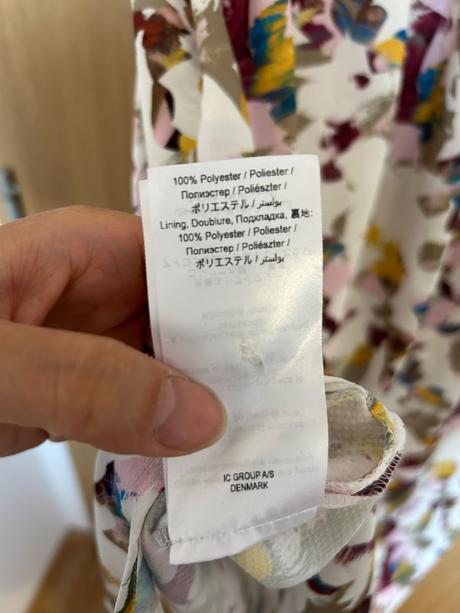 100% Polyester / Poliester /
Полиэстер / Poliészter /
ポリエステル / بوليستر /
Lining, Doublure, Подкладка, 裏地:
100% Polyester / Poliester /
Полиэстер / Poliészter /
ポリエステル / بوليستر /
IC GROUP A/S
DENMARK